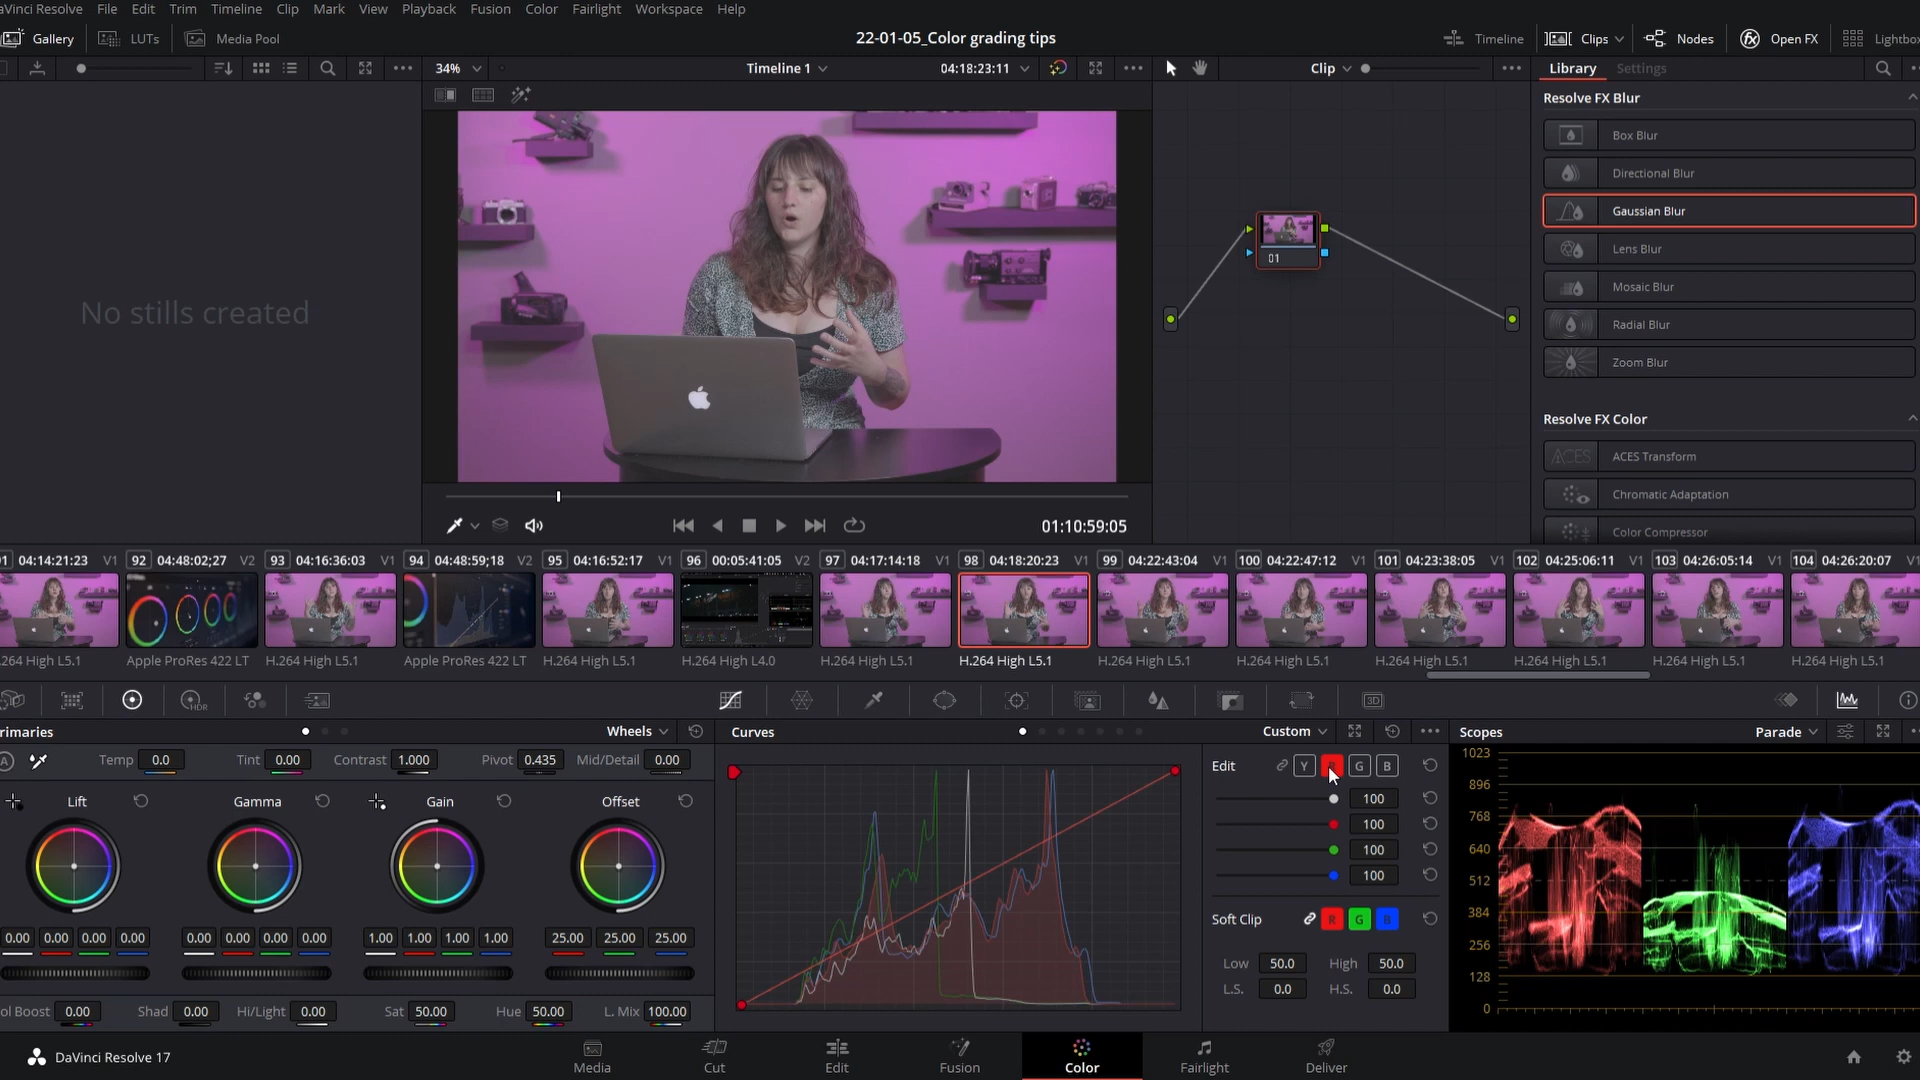 aVinci Resolve File Edit Trim Timeline Clip Mark View Playback Fusion Color Fairlight Workspace Help
Gallery LUTs Media Pool 22-01-05_Color grading tips Timeline Clips Nodes Open FX Lightbox
34% Timeline 1 04:18:23:11 Clip Library Settings
Resolve FX Blur
Box Blur
Directional Blur
Gaussian Blur
Lens Blur
Mosaic Blur
Radial Blur
Zoom Blur
Resolve FX Color
ACES ACES Transform
Chromatic Adaptation
Color Compressor
No stills created
01
01:10:59:05
1 04:14:21:23 V1 92 04:48:02;27 V2 93 04:16:36:03 V1 94 04:48:59;18 V2 95 04:16:52:17 V1 96 00:05:41:05 V2 97 04:17:14:18 V1 98 04:18:20:23 V1 99 04:22:43:04 V1 100 04:22:47:12 V1 101 04:23:38:05 V1 102 04:25:06:11 V1 103 04:26:05:14 V1 104 04:26:20:07 V1
.264 High L5.1 Apple ProRes 422 LT H.264 High L5.1 Apple ProRes 422 LT H.264 High L5.1 H.264 High L4.0 H.264 High L5.1 H.264 High L5.1 H.264 High L5.1 H.264 High L5.1 H.264 High L5.1 H.264 High L5.1 H.264 High L5.1 H.264 High L5.1
HDR 3D
rimaries Wheels
A Temp 0.0 Tint 0.00 Contrast 1.000 Pivot 0.435 Mid/Detail 0.00
Lift Gamma Gain Offset
0.00 0.00 0.00 0.00 0.00 0.00 0.00 0.00 1.00 1.00 1.00 1.00 25.00 25.00 25.00
ol Boost 0.00 Shad 0.00 Hi/Light 0.00 Sat 50.00 Hue 50.00 L. Mix 100.00
Curves Custom
Edit Y G B
100
100
100
100
Soft Clip R G B
Low 50.0 High 50.0
L.S. 0.0 H.S. 0.0
Scopes Parade
1023
896
768
640
512
384
256
128
0
DaVinci Resolve 17 Media Cut Edit Fusion Color Fairlight Deliver